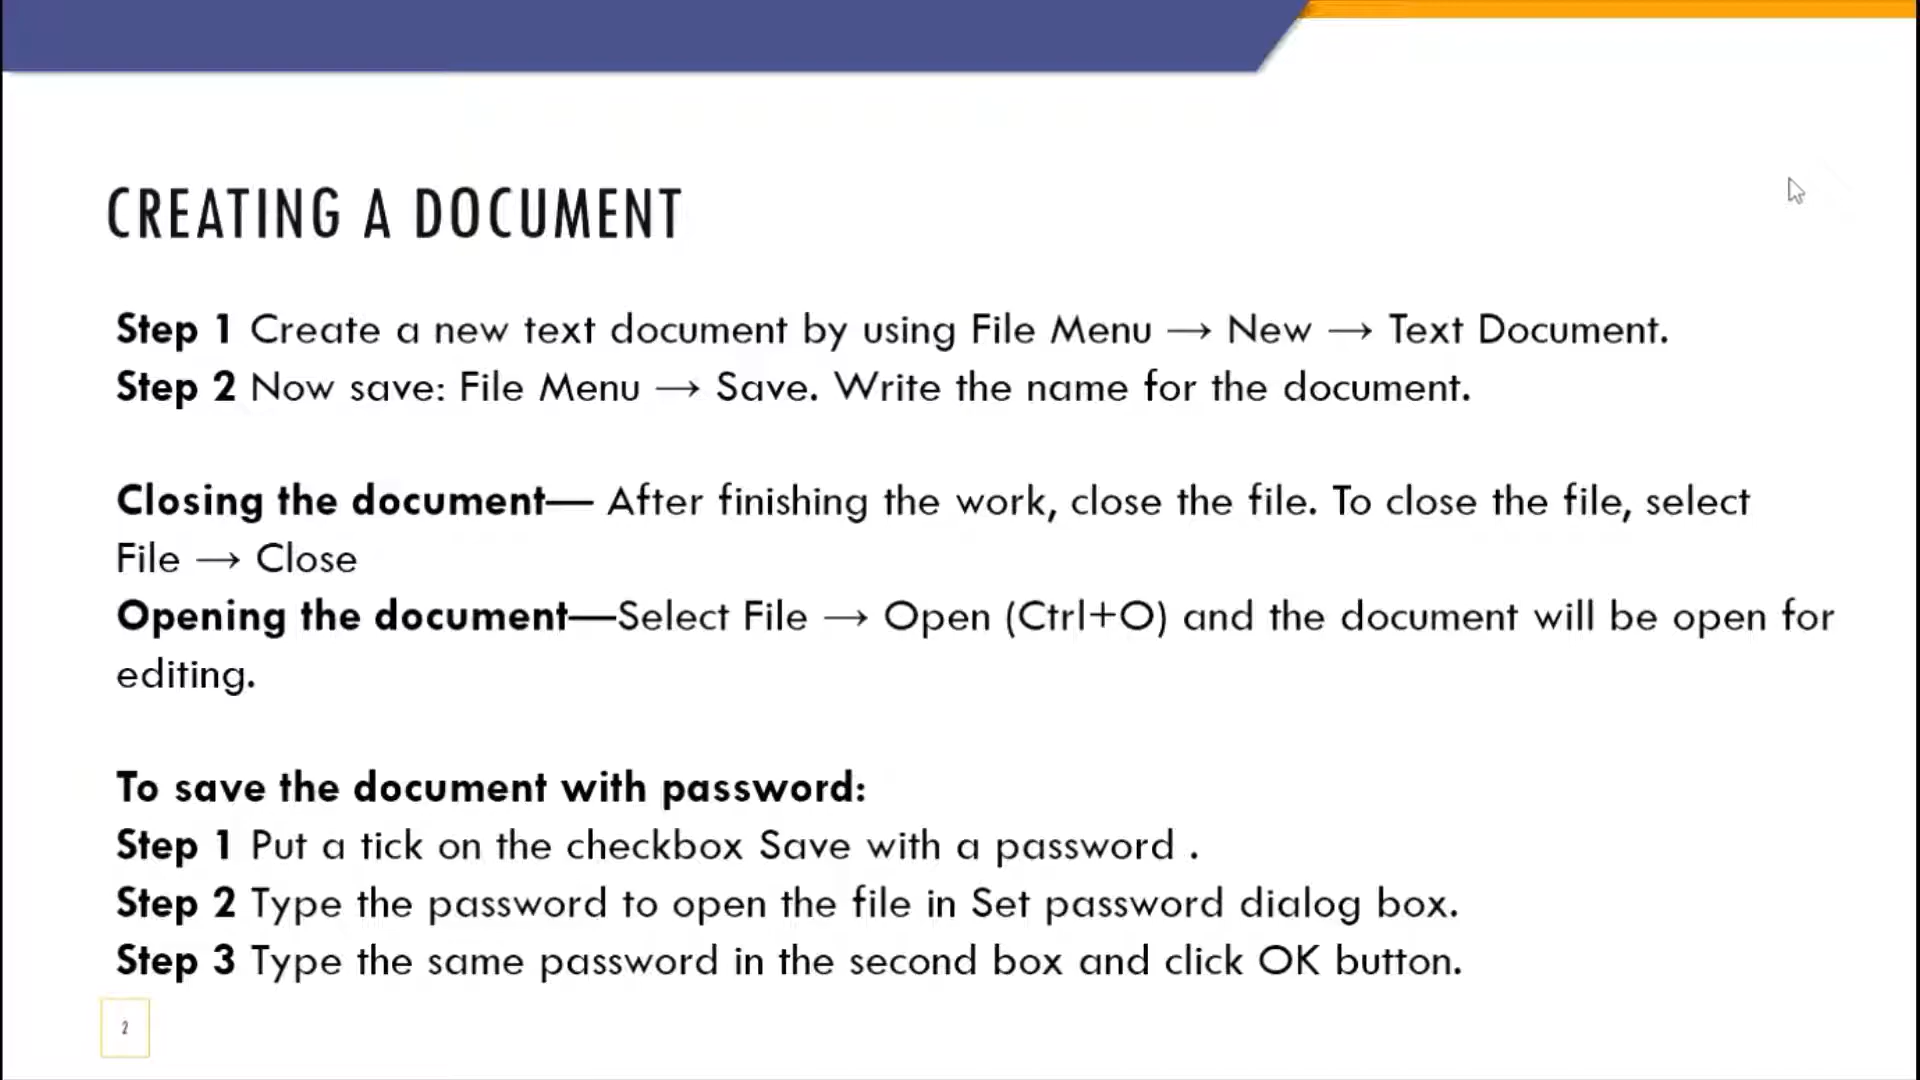 CREATING A DOCUMENT
Step 1 Create a new text document by using File Menu → New → Text Document.
Step 2 Now save: File Menu → Save. Write the name for the document.
Closing the document— After finishing the work, close the file. To close the file, select
File → Close
Opening the document—Select File → Open (Ctrl+O) and the document will be open for
editing.
To save the document with password:
Step 1 Put a tick on the checkbox Save with a password .
Step 2 Type the password to open the file in Set password dialog box.
Step 3 Type the same password in the second box and click OK button.
2